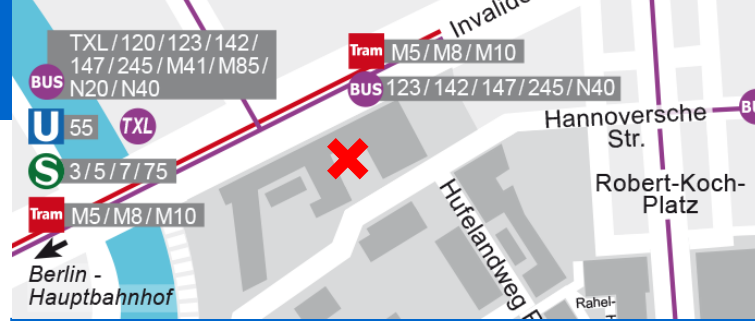 Invalide
TXL / 120 / 123 / 142 /
147 / 245 / M41 / M85 /
BUS N20 / N40
Tram M5 / M8 / M10
BUS 123 / 142 / 147 / 245 / N40
BU
U 55 TXL
Hannoversche
Str.
S 3 / 5 / 7 / 75
Robert-Koch-
Platz
Tram M5 / M8 / M10
Hufelandweg
Berlin -
Hauptbahnhof
Rahel-